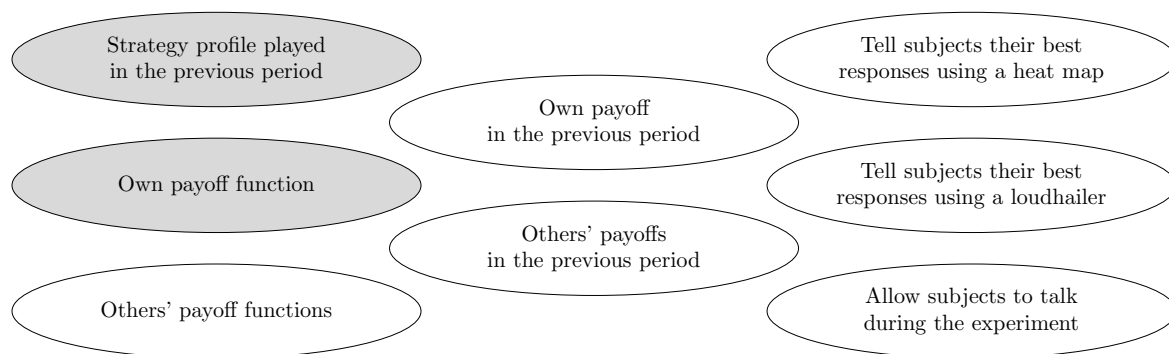 Strategy profile played
in the previous period
Own payoff function
Others' payoff functions
Own payoff
in the previous period
Others' payoffs
in the previous period
Tell subjects their best
responses using a heat map
Tell subjects their best
responses using a loudhailer
Allow subjects to talk
during the experiment